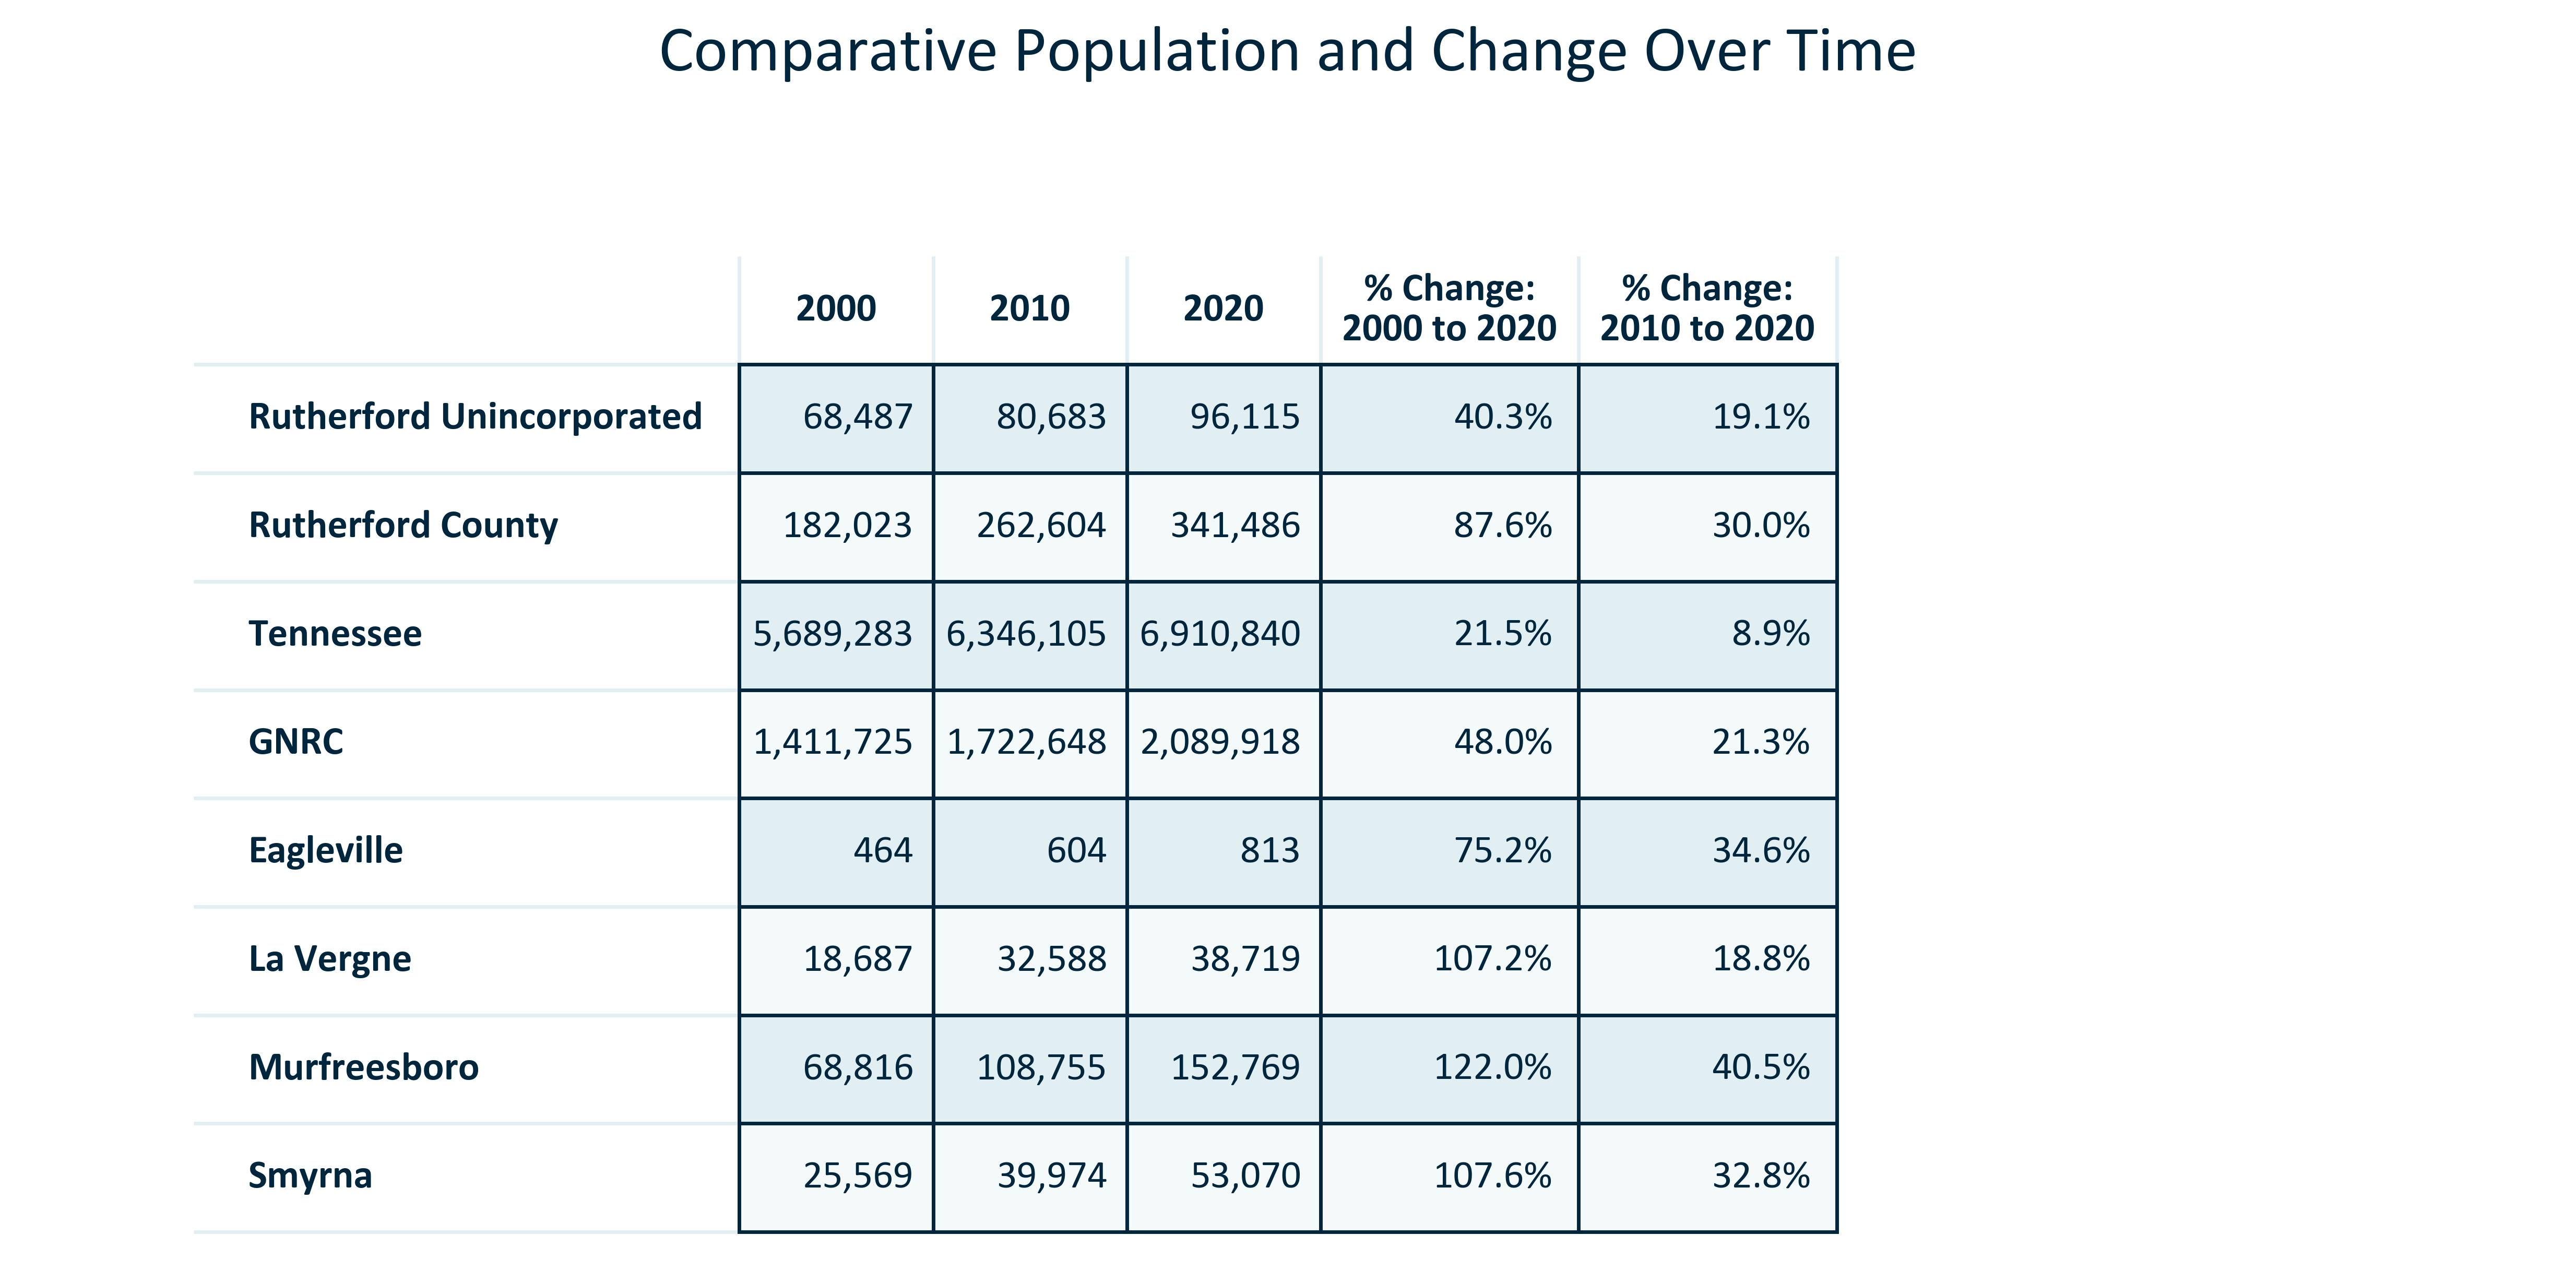 Comparative Population and Change Over Time
2000 2010 2020 % Change: 2000 to 2020 % Change: 2010 to 2020
Rutherford Unincorporated 68,487 80,683 96,115 40.3% 19.1%
Rutherford County 182,023 262,604 341,486 87.6% 30.0%
Tennessee 5,689,283 6,346,105 6,910,840 21.5% 8.9%
GNRC 1,411,725 1,722,648 2,089,918 48.0% 21.3%
Eagleville 464 604 813 75.2% 34.6%
La Vergne 18,687 32,588 38,719 107.2% 18.8%
Murfreesboro 68,816 108,755 152,769 122.0% 40.5%
Smyrna 25,569 39,974 53,070 107.6% 32.8%